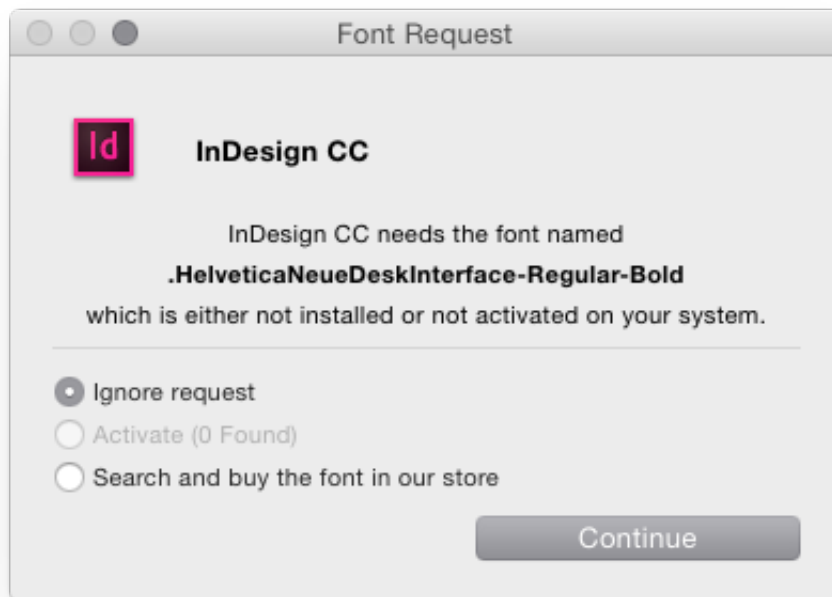 Font Request
Id
InDesign CC
InDesign CC needs the font named
.HelveticaNeueDeskInterface-Regular-Bold
which is either not installed or not activated on your system.
Ignore request
Activate (0 Found)
Search and buy the font in our store
Continue